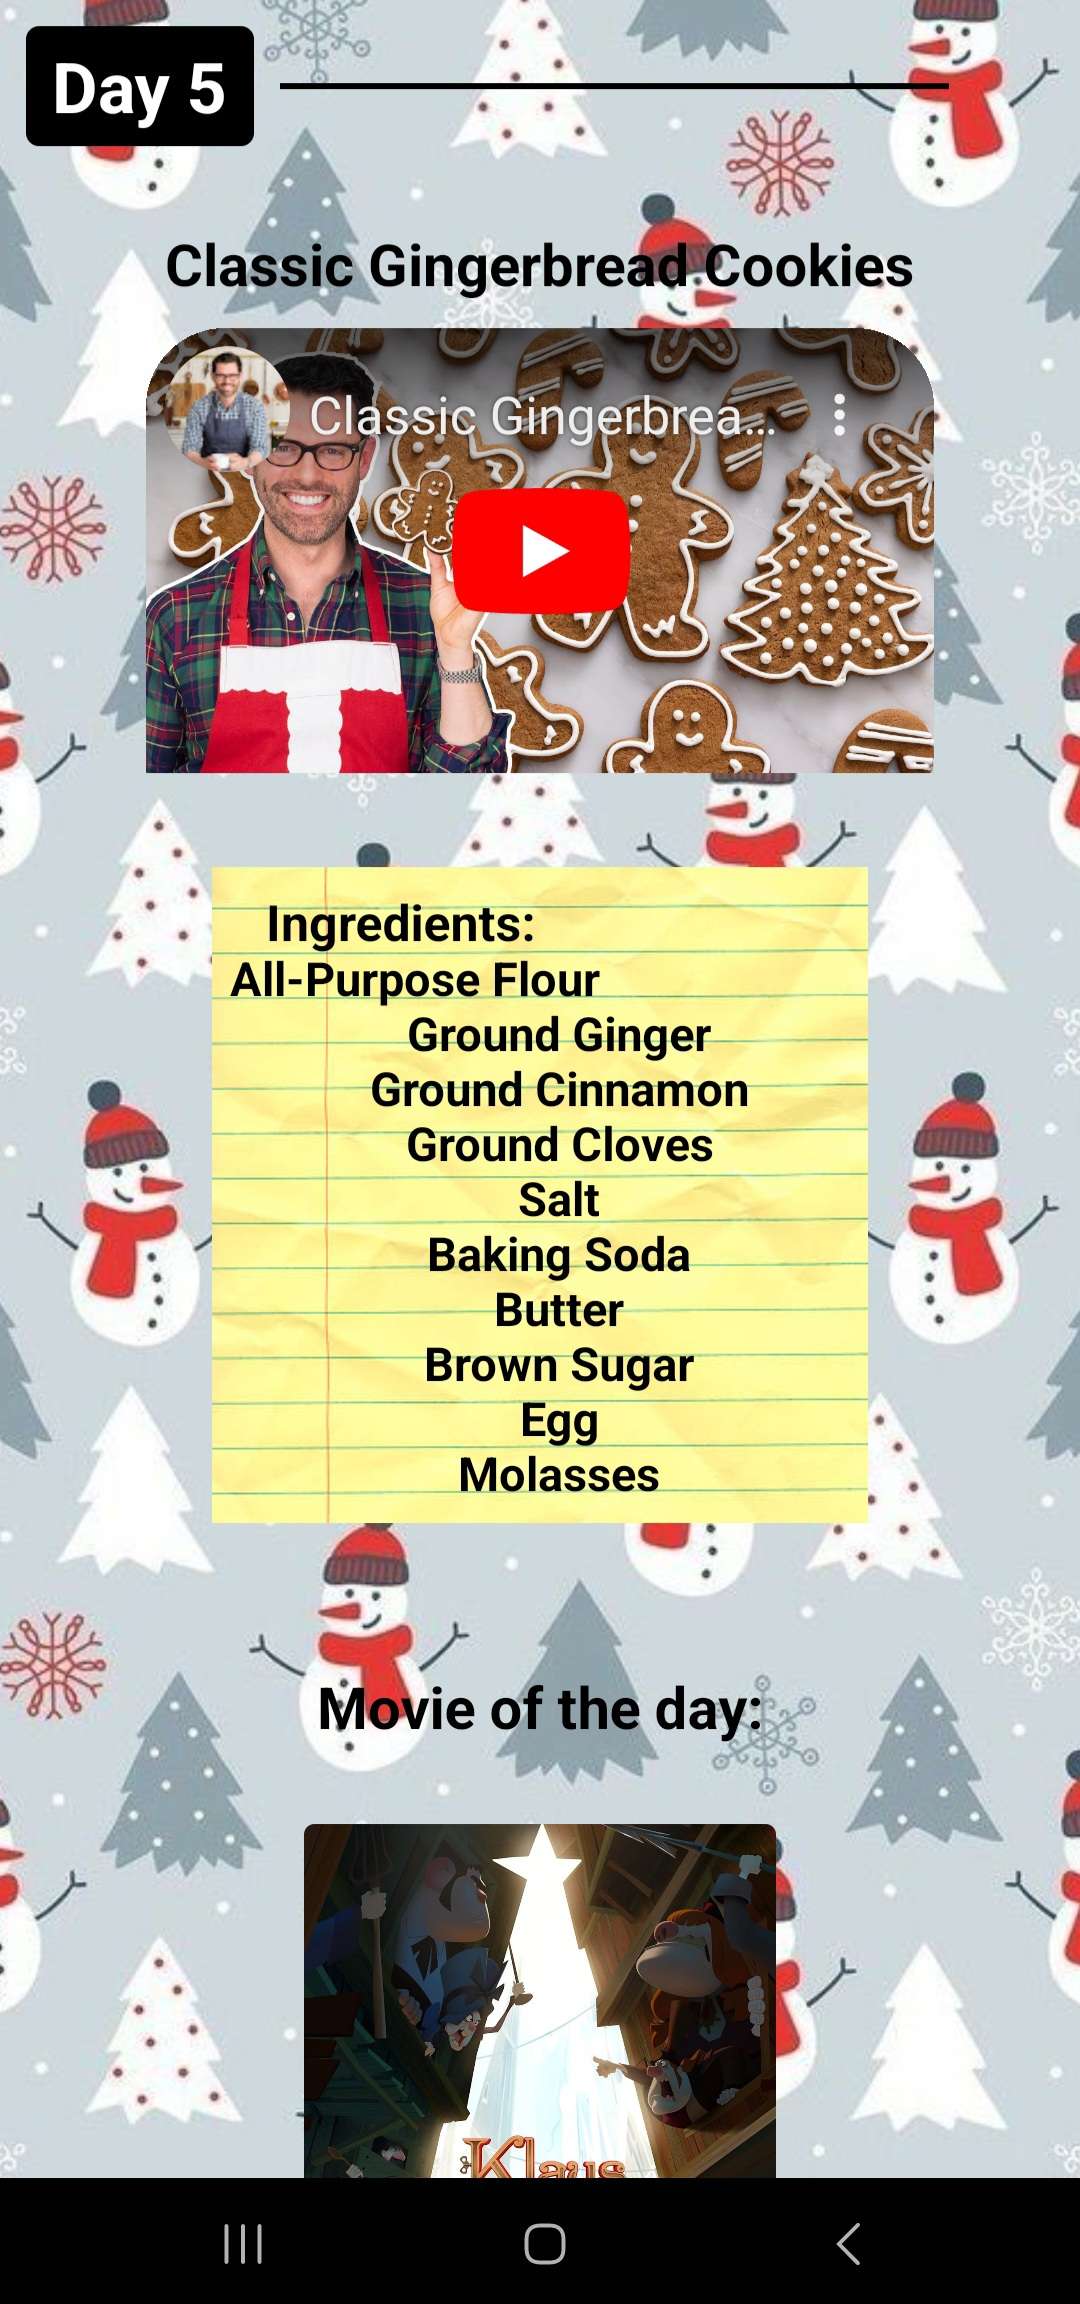 Day 5
Classic Gingerbread Cookies
Classic Gingerbrea...
Ingredients:
All-Purpose Flour
Ground Ginger
Ground Cinnamon
Ground Cloves
Salt
Baking Soda
Butter
Brown Sugar
Egg
Molasses
Movie of the day:
Klaus